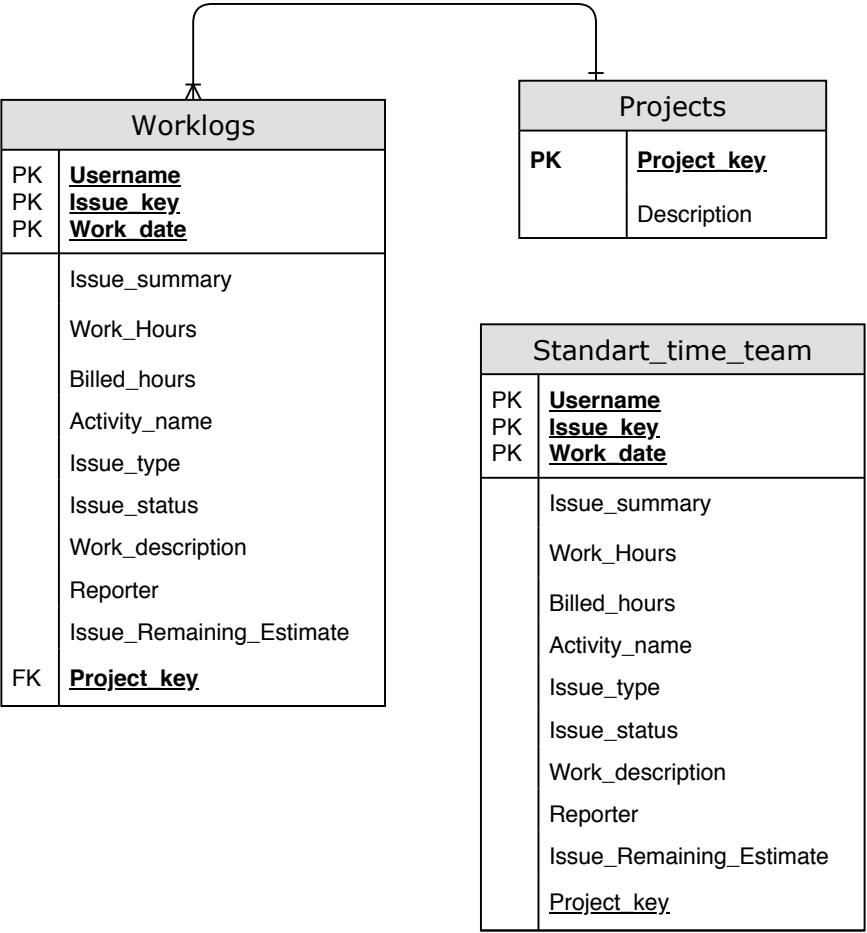 Worklogs
PK Username
PK Issue_key
PK Work_date
Issue_summary
Work_Hours
Billed_hours
Activity_name
Issue_type
Issue_status
Work_description
Reporter
Issue_Remaining_Estimate
FK Project_key
Projects
PK Project_key
Description
Standart_time_team
PK Username
PK Issue_key
PK Work_date
Issue_summary
Work_Hours
Billed_hours
Activity_name
Issue_type
Issue_status
Work_description
Reporter
Issue_Remaining_Estimate
Project_key